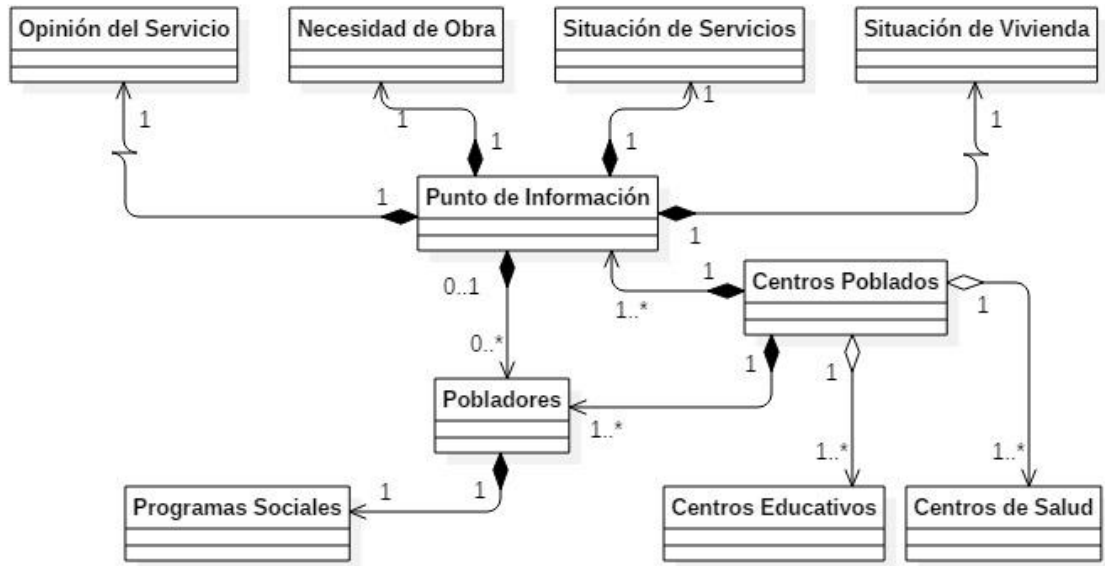 Opinión del Servicio
Necesidad de Obra
Situación de Servicios
Situación de Vivienda
1
1
1
1
1
1
1
Punto de Información
1
0..1
1
Centros Poblados
1..*
1
0..*
1
1
Pobladores
1..*
1..*
1..*
1
1
Programas Sociales
Centros Educativos
Centros de Salud